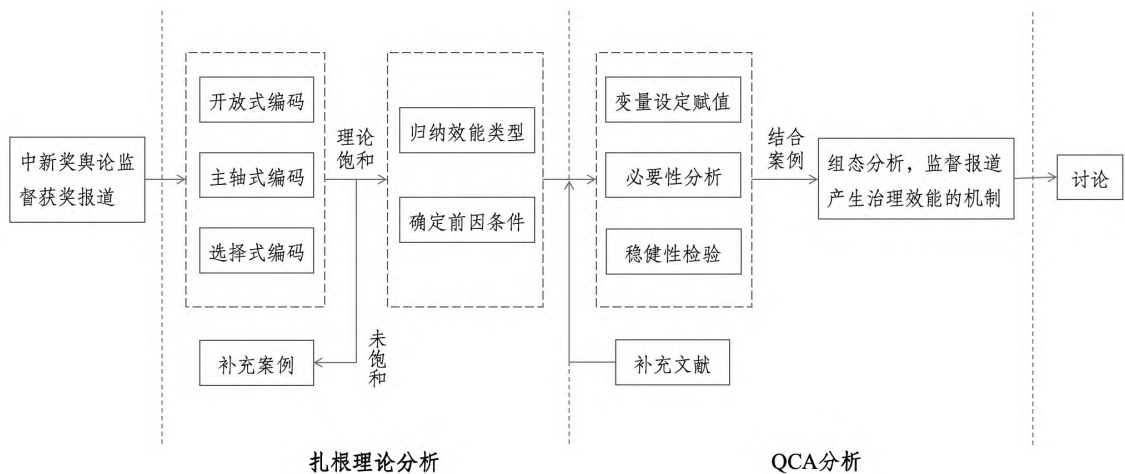 中新奖舆论监
督获奖报道
开放式编码
主轴式编码
选择式编码
理论
饱和
未
饱
和
补充案例
归纳效能类型
确定前因条件
变量设定赋值
必要性分析
稳健性检验
补充文献
结合
案例
组态分析，监督报道
产生治理效能的机制
讨论
扎根理论分析
QCA分析